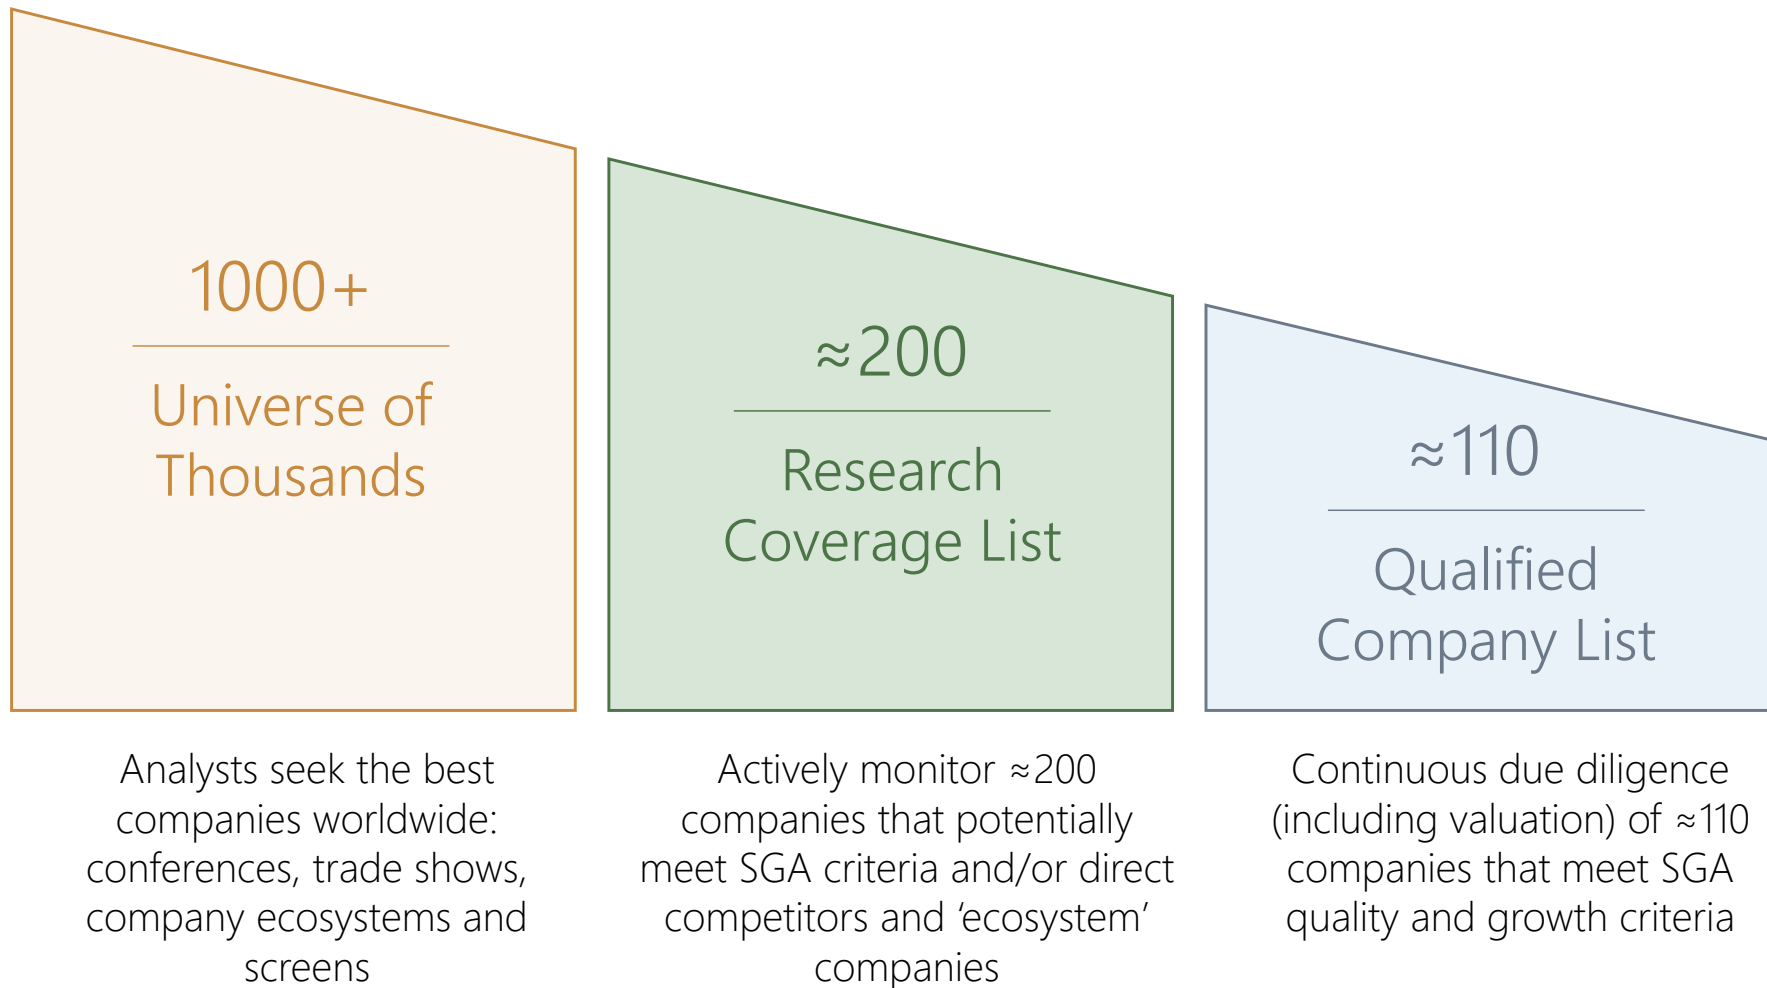 1000+
Universe of
Thousands
≈200
Research
Coverage List
≈110
Qualified
Company List
Analysts seek the best
companies worldwide:
conferences, trade shows,
company ecosystems and
screens
Actively monitor ≈200
companies that potentially
meet SGA criteria and/or direct
competitors and ‘ecosystem’
companies
Continuous due diligence
(including valuation) of ≈110
companies that meet SGA
quality and growth criteria